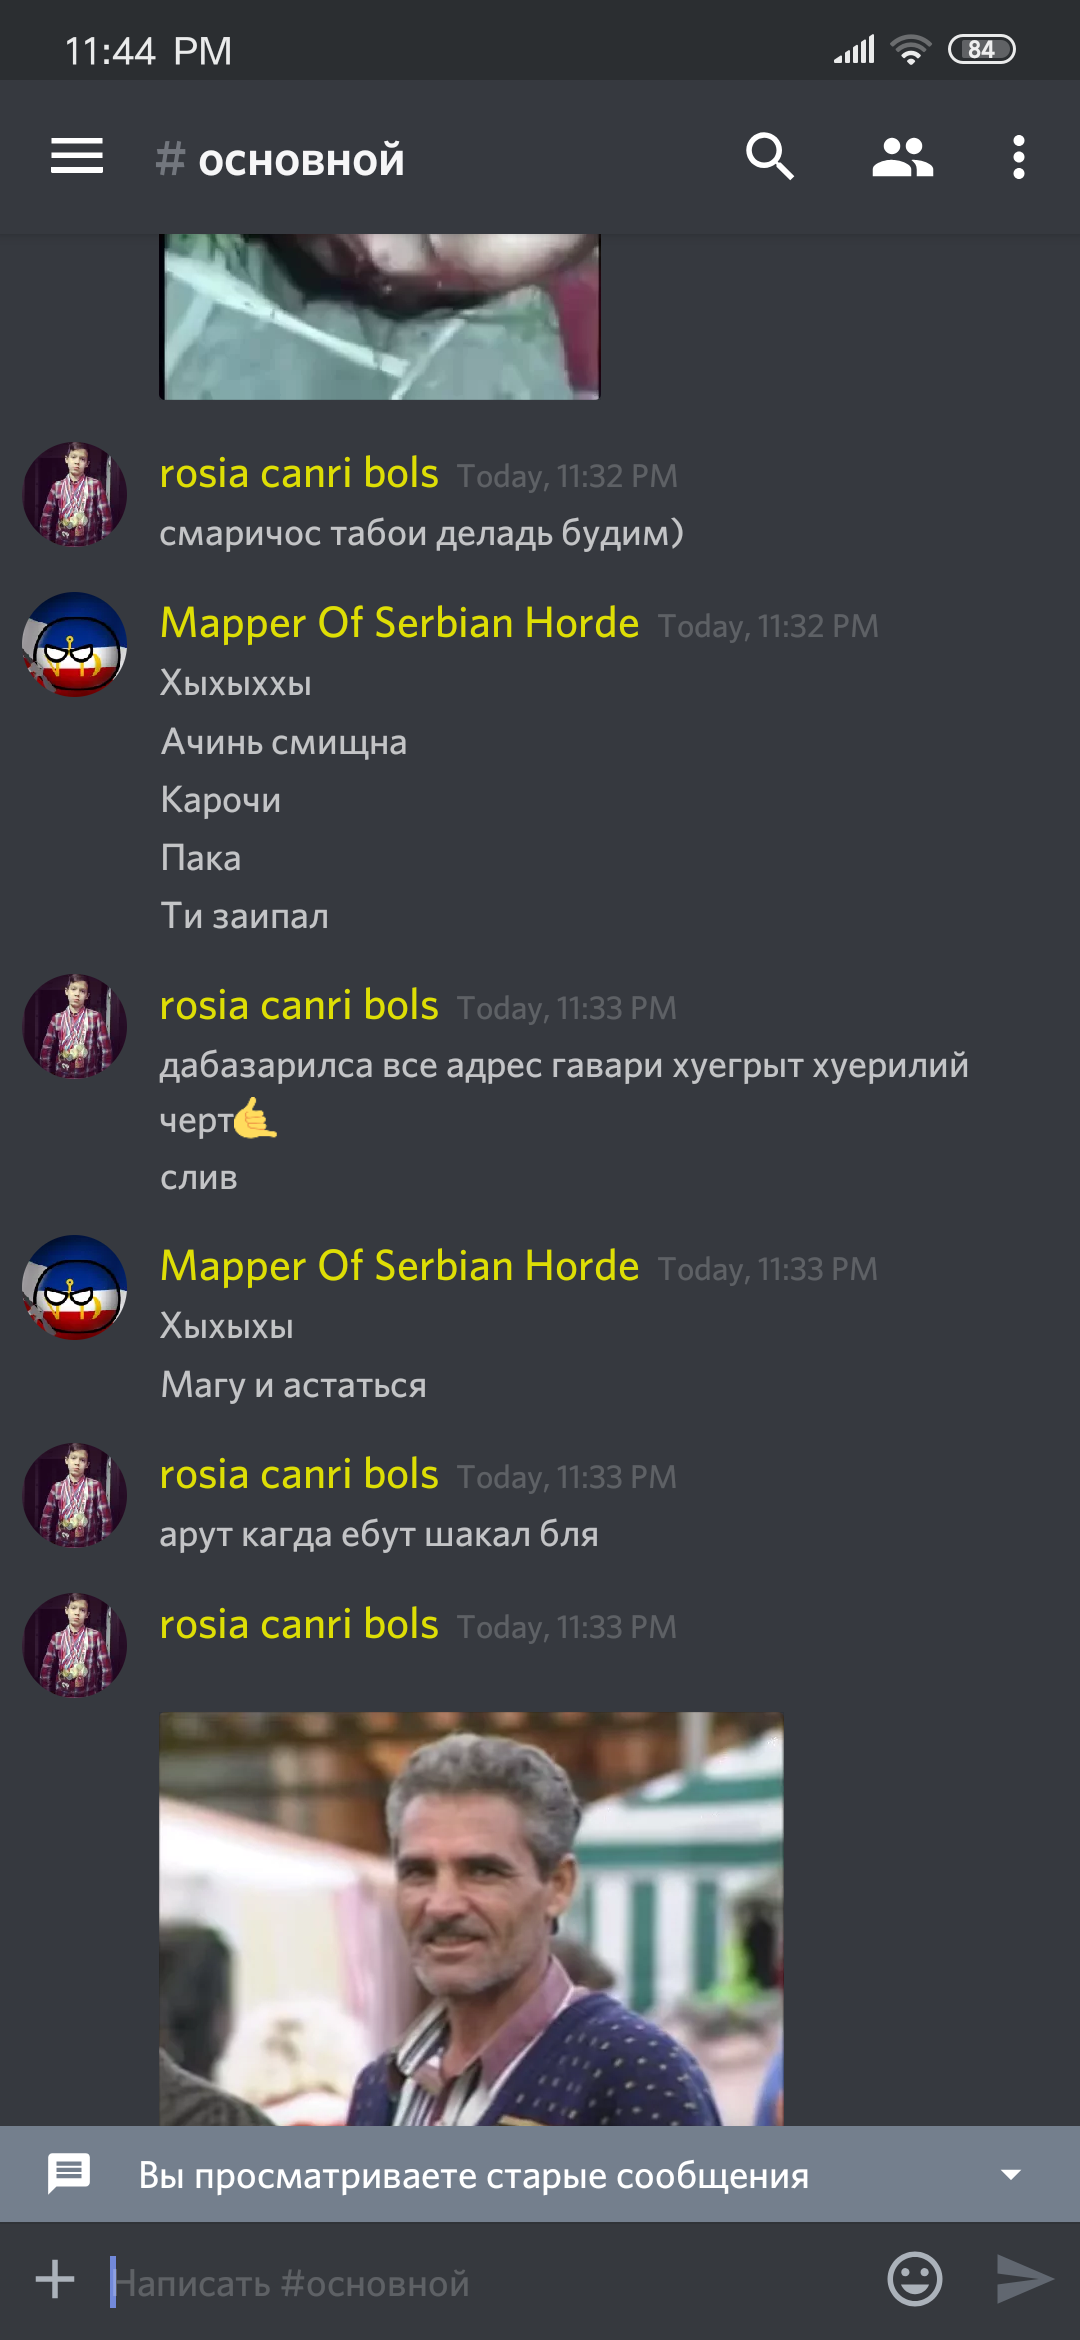 11:44 PM
84
# основной
rosia canri bols Today, 11:32 PM
смаричос табои деладь будим)
Mapper Of Serbian Horde Today, 11:32 PM
Хыхыххы
Ачинь смищна
Карочи
Пака
Ти заипал
rosia canri bols Today, 11:33 PM
дабазарилса все адрес гавари хуегрыт хуерилий
черт🤙
слив
Mapper Of Serbian Horde Today, 11:33 PM
Хыхыхы
Магу и астаться
rosia canri bols Today, 11:33 PM
арут кагда ебут шакал бля
rosia canri bols Today, 11:33 PM
Вы просматриваете старые сообщения
Написать #основной